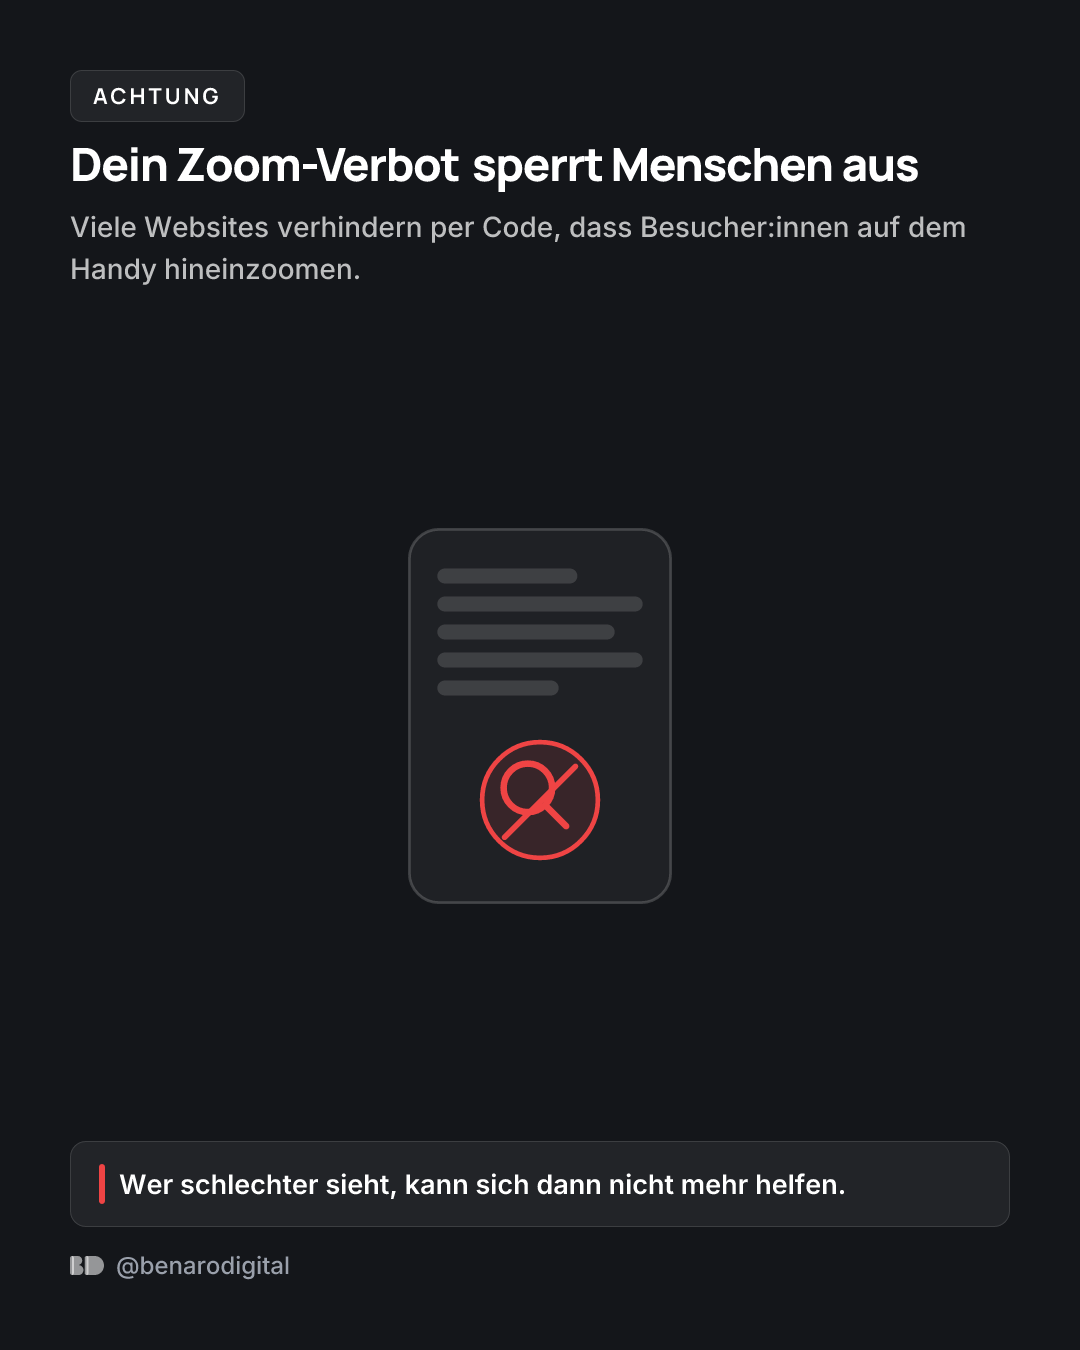 ACHTUNG
Dein Zoom-Verbot sperrt Menschen aus
Viele Websites verhindern per Code, dass Besucher:innen auf dem
Handy hineinzoomen.
Wer schlechter sieht, kann sich dann nicht mehr helfen.
@benarodigital